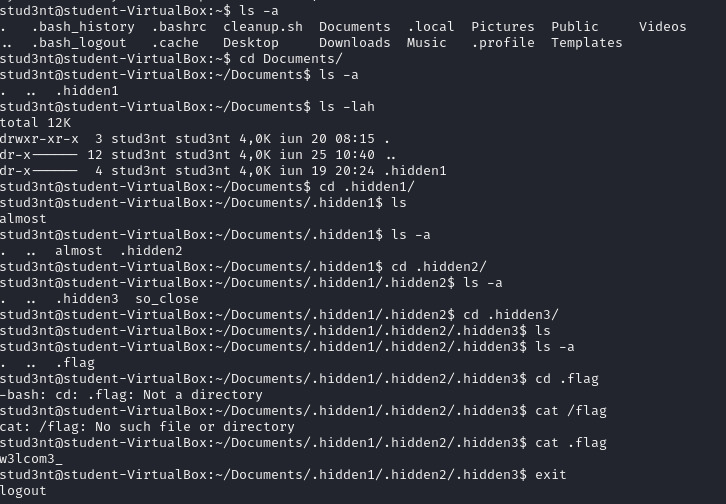 stud3nt@student-VirtualBox:~$ ls -a
.   .bash_history  .bashrc  cleanup.sh  Documents  .local  Pictures  Public     Videos
..  .bash_logout   .cache   Desktop     Downloads  Music   .profile  Templates
stud3nt@student-VirtualBox:~$ cd Documents/
stud3nt@student-VirtualBox:~/Documents$ ls -a
.  ..  .hidden1
stud3nt@student-VirtualBox:~/Documents$ ls -lah
total 12K
drwxr-xr-x  3 stud3nt stud3nt 4,0K iun 20 08:15 .
dr-x------ 12 stud3nt stud3nt 4,0K iun 25 10:40 ..
dr-x------  4 stud3nt stud3nt 4,0K iun 19 20:24 .hidden1
stud3nt@student-VirtualBox:~/Documents$ cd .hidden1/
stud3nt@student-VirtualBox:~/Documents/.hidden1$ ls
almost
stud3nt@student-VirtualBox:~/Documents/.hidden1$ ls -a
.  ..  almost  .hidden2
stud3nt@student-VirtualBox:~/Documents/.hidden1$ cd .hidden2/
stud3nt@student-VirtualBox:~/Documents/.hidden1/.hidden2$ ls -a
.  ..  .hidden3  so_close
stud3nt@student-VirtualBox:~/Documents/.hidden1/.hidden2$ cd .hidden3/
stud3nt@student-VirtualBox:~/Documents/.hidden1/.hidden2/.hidden3$ ls
stud3nt@student-VirtualBox:~/Documents/.hidden1/.hidden2/.hidden3$ ls -a
.  ..  .flag
stud3nt@student-VirtualBox:~/Documents/.hidden1/.hidden2/.hidden3$ cd .flag
-bash: cd: .flag: Not a directory
stud3nt@student-VirtualBox:~/Documents/.hidden1/.hidden2/.hidden3$ cat /flag
cat: /flag: No such file or directory
stud3nt@student-VirtualBox:~/Documents/.hidden1/.hidden2/.hidden3$ cat .flag
w3lcom3_
stud3nt@student-VirtualBox:~/Documents/.hidden1/.hidden2/.hidden3$ exit
logout